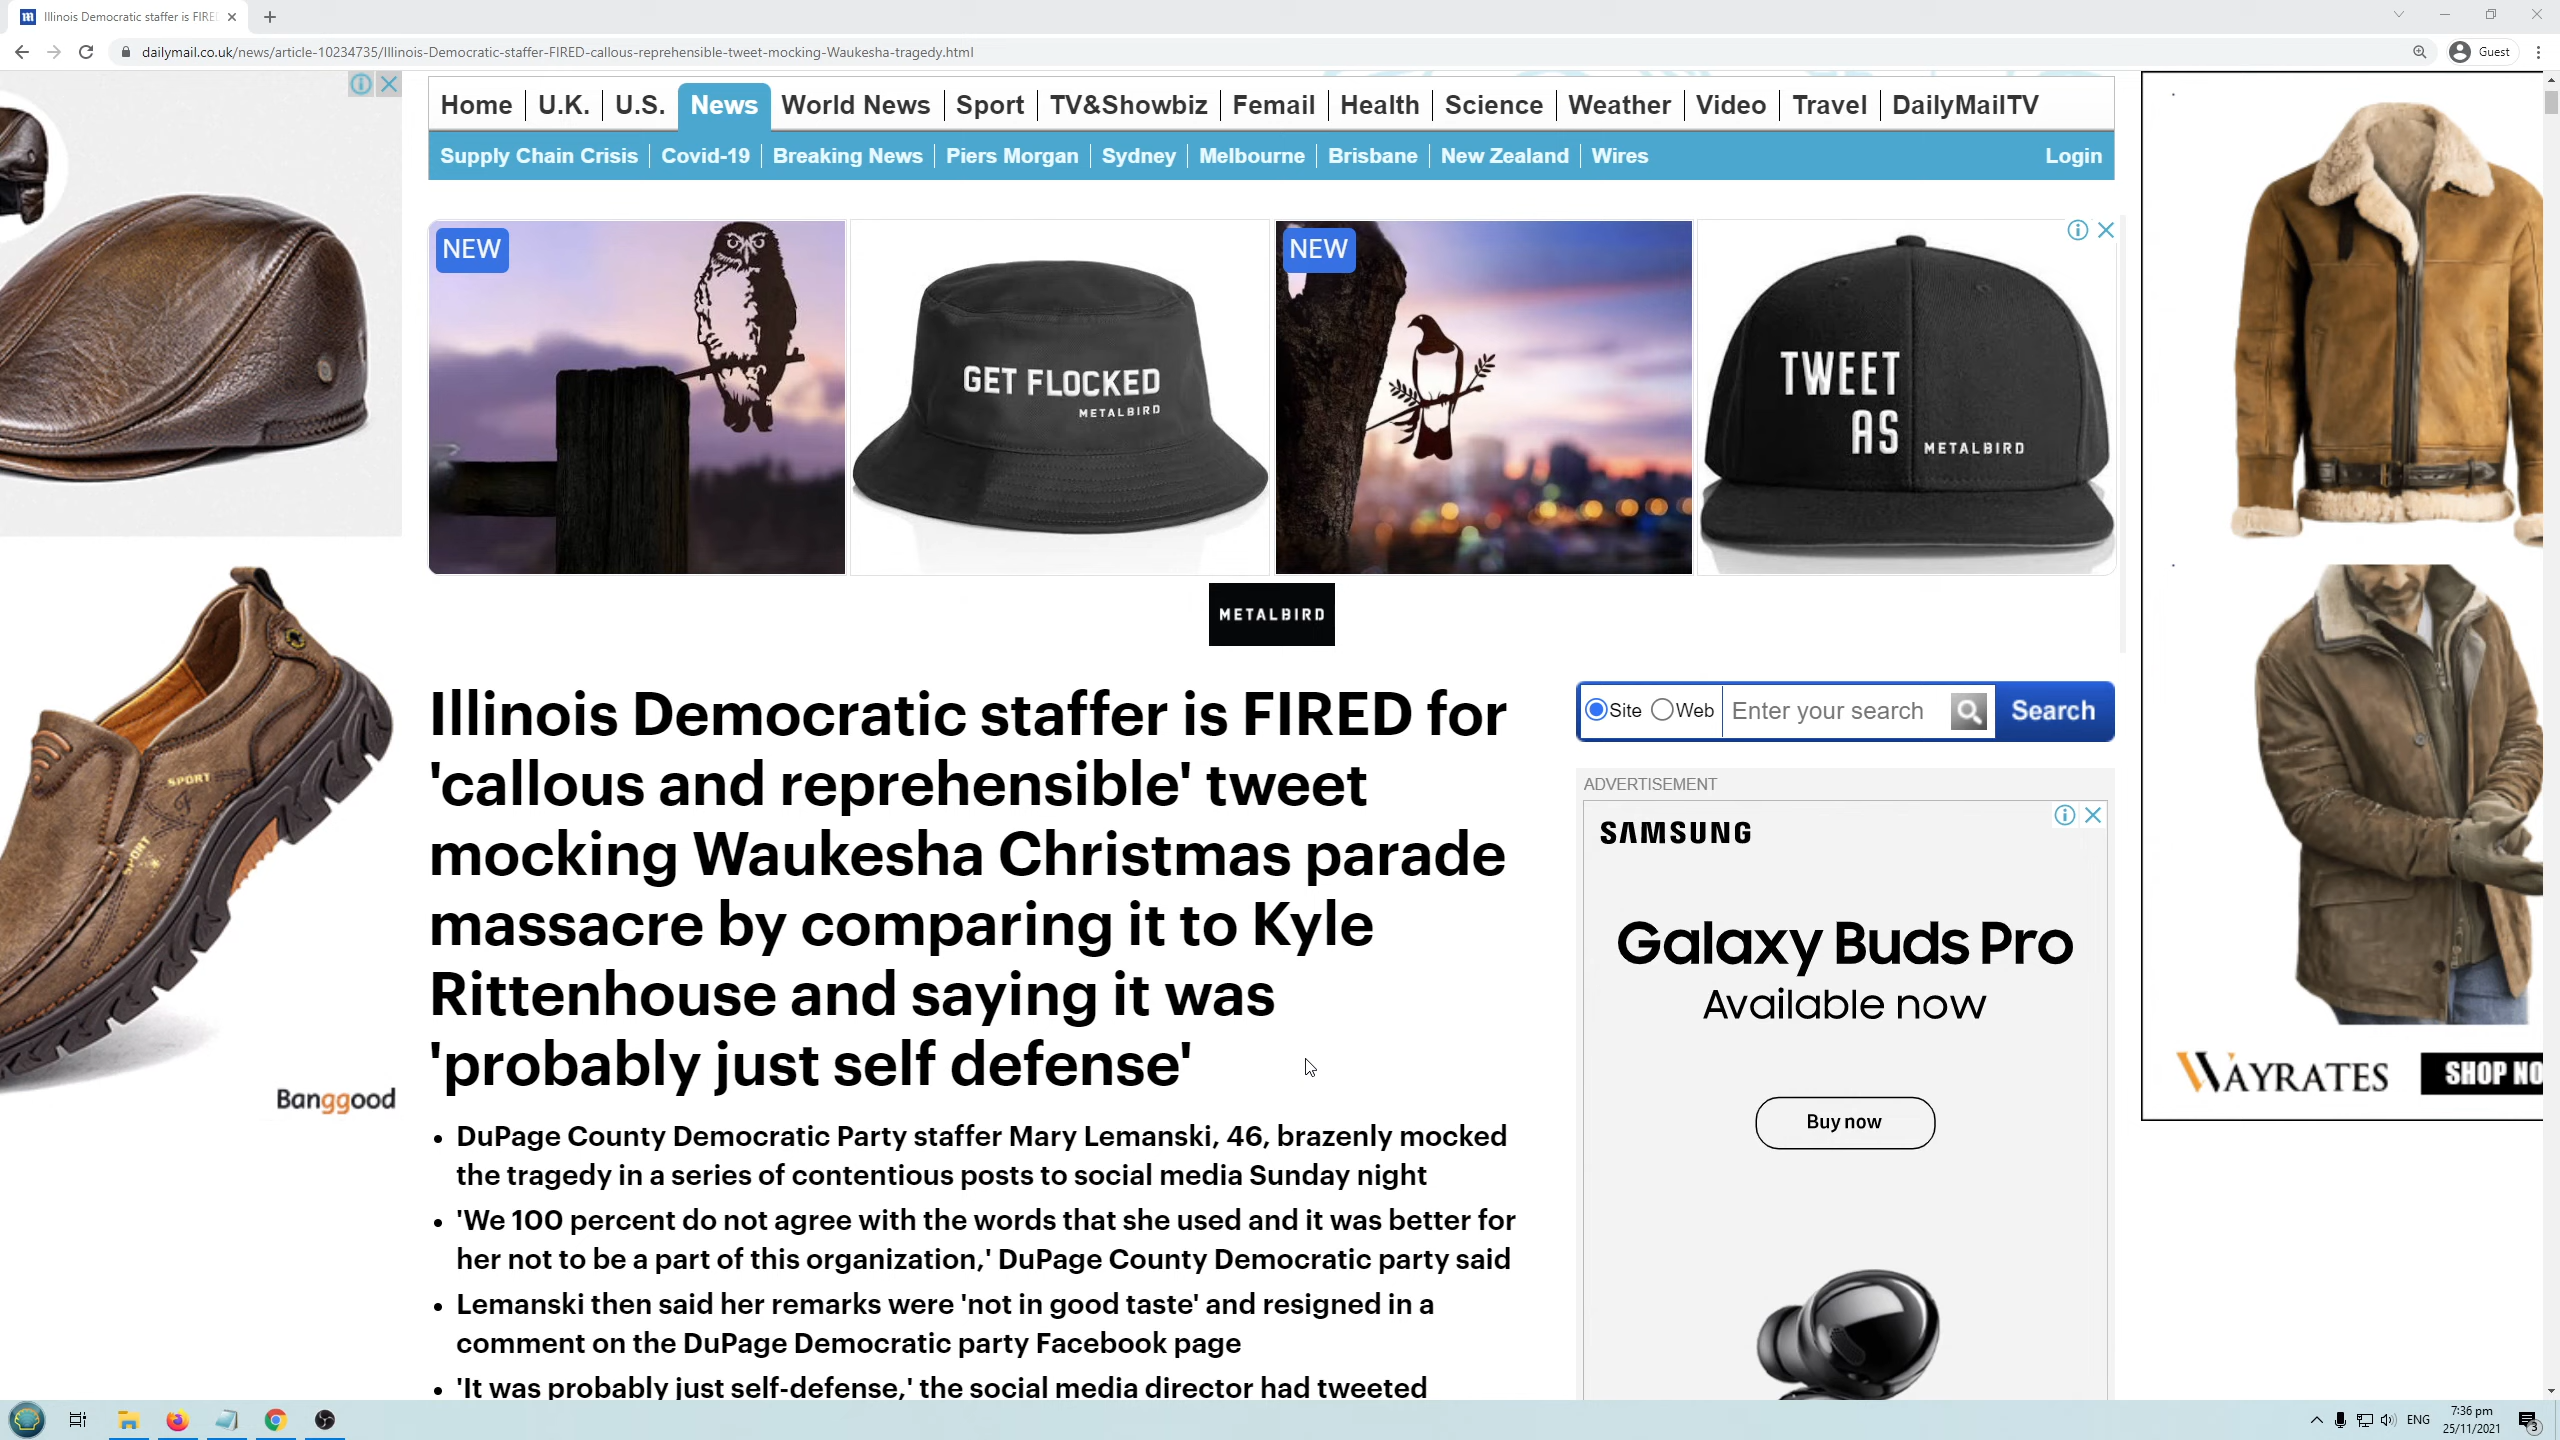 Illinois Democratic staffer is FIRE
dailymail.co.uk/news/article-10234735/Illinois-Democratic-staffer-FIRED-callous-reprehensible-tweet-mocking-Waukesha-tragedy.html
Guest
Home U.K. U.S. News World News Sport TV&Showbiz Femail Health Science Weather Video Travel DailyMailTV
Supply Chain Crisis Covid-19 Breaking News Piers Morgan Sydney Melbourne Brisbane New Zealand Wires Login
NEW
GET FLOCKED
METALBIRD
NEW
TWEET
AS METALBIRD
METALBIRD
SPORT
SPORT
Banggood
Illinois Democratic staffer is FIRED for
'callous and reprehensible' tweet
mocking Waukesha Christmas parade
massacre by comparing it to Kyle
Rittenhouse and saying it was
'probably just self defense'
DuPage County Democratic Party staffer Mary Lemanski, 46, brazenly mocked
the tragedy in a series of contentious posts to social media Sunday night
'We 100 percent do not agree with the words that she used and it was better for
her not to be a part of this organization,' DuPage County Democratic party said
Lemanski then said her remarks were 'not in good taste' and resigned in a
comment on the DuPage Democratic party Facebook page
'It was probably just self-defense,' the social media director had tweeted
Site Web Enter your search Search
ADVERTISEMENT
SAMSUNG
Galaxy Buds Pro
Available now
Buy now
WAYRATES SHOP NO
ENG
7:36 pm
25/11/2021
3